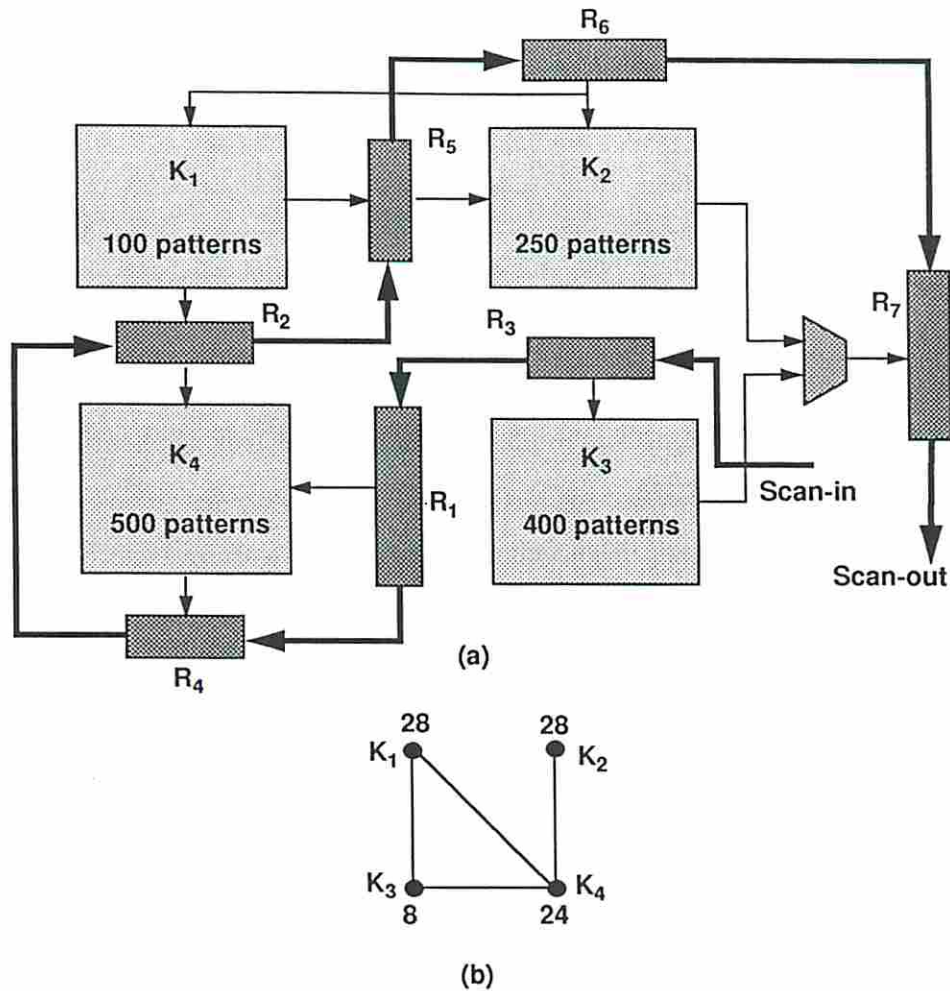 R6
K1
100 patterns
R5
K2
250 patterns
R2
R3
R7
K4
500 patterns
R1
K3
400 patterns
Scan-in
Scan-out
R4
(a)
28
K1
28
K2
K3
8
K4
24
(b)